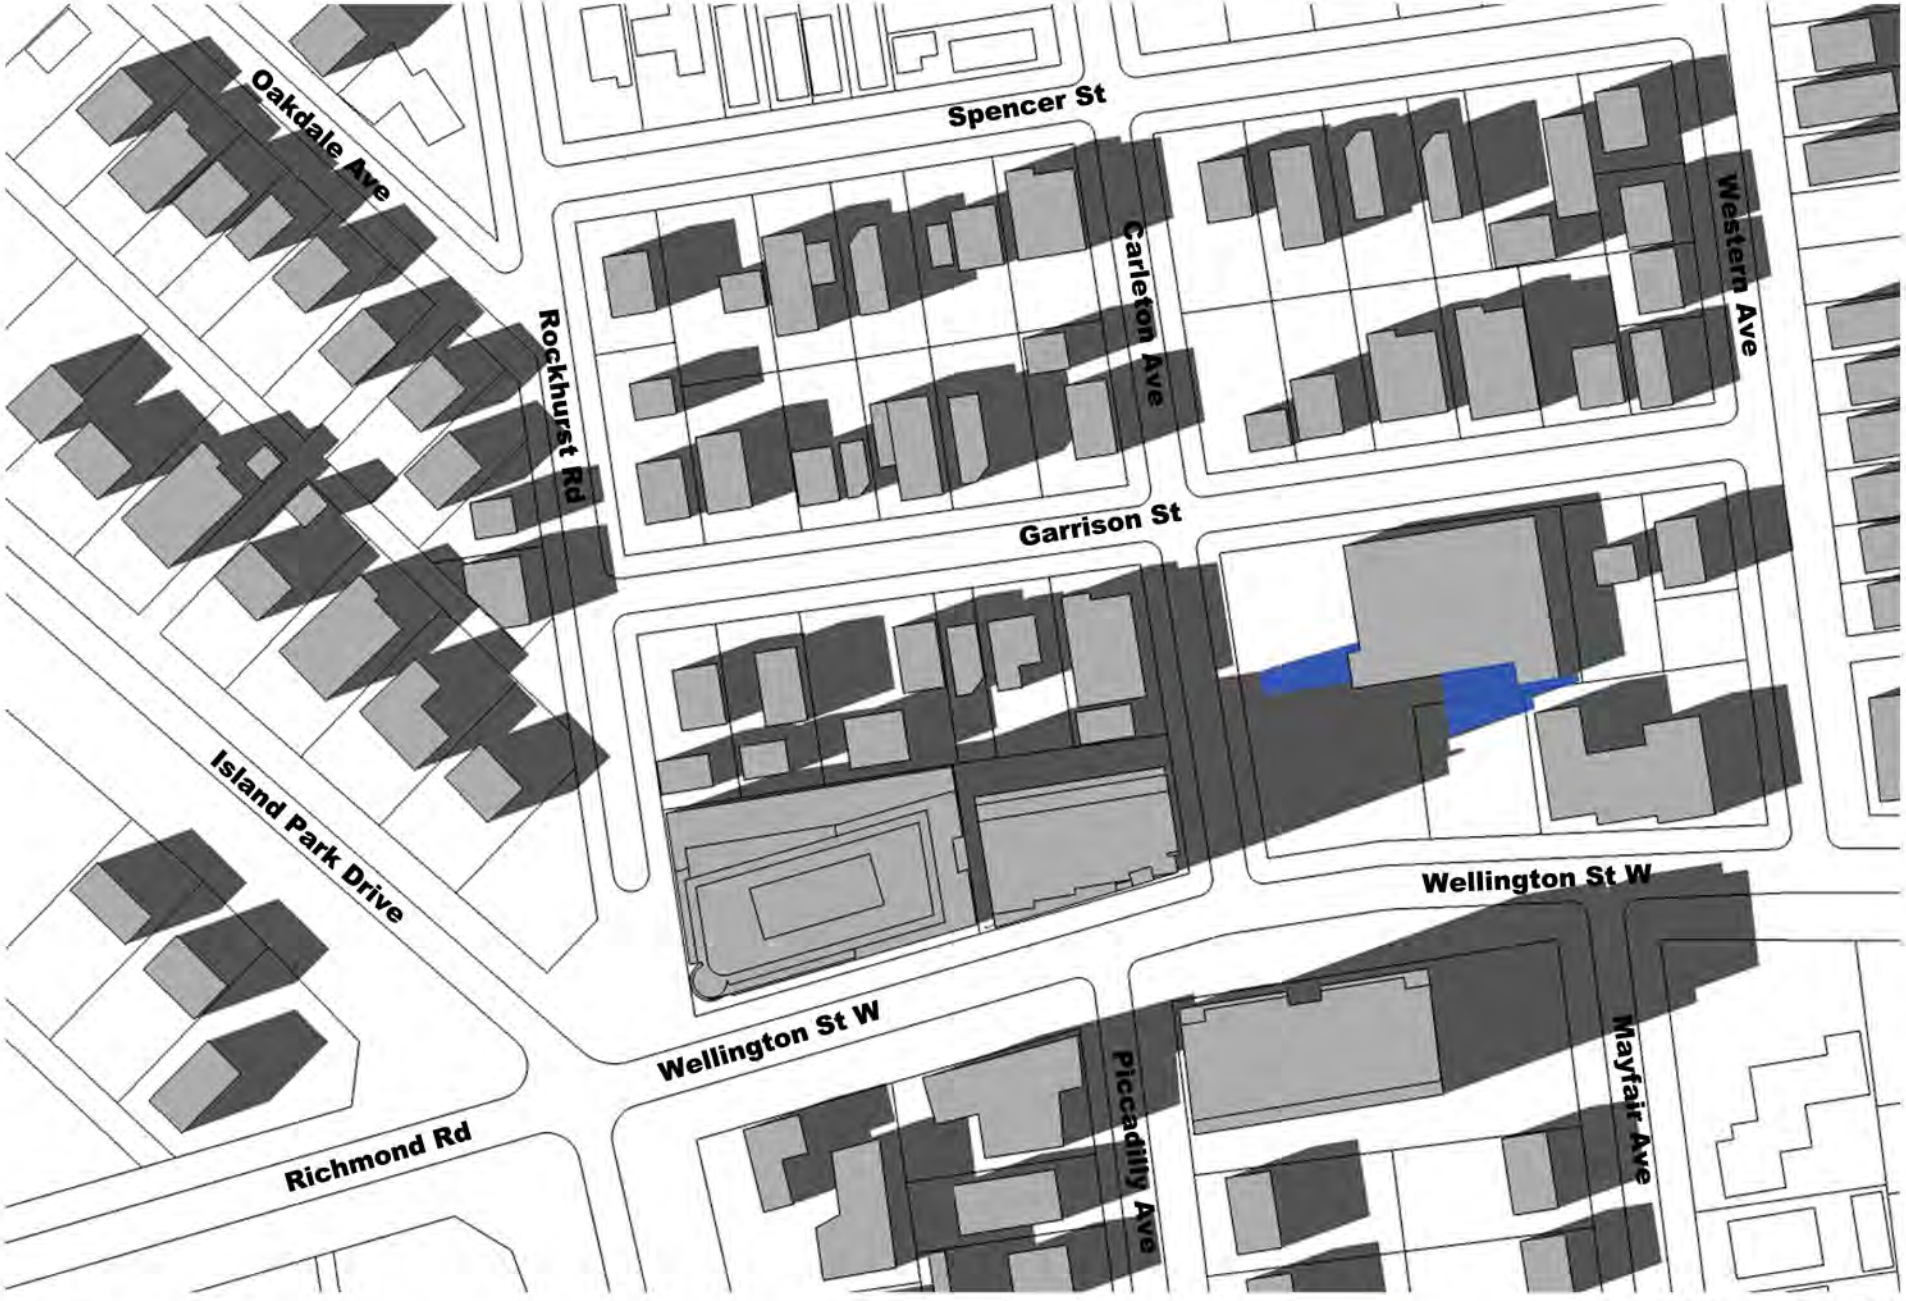 Oakdale Ave
Spencer St
Western Ave
Carleton Ave
Rockhurst Rd
Garrison St
Island Park Drive
Wellington St W
Wellington St W
Mayfair Ave
Piccadilly Ave
Richmond Rd